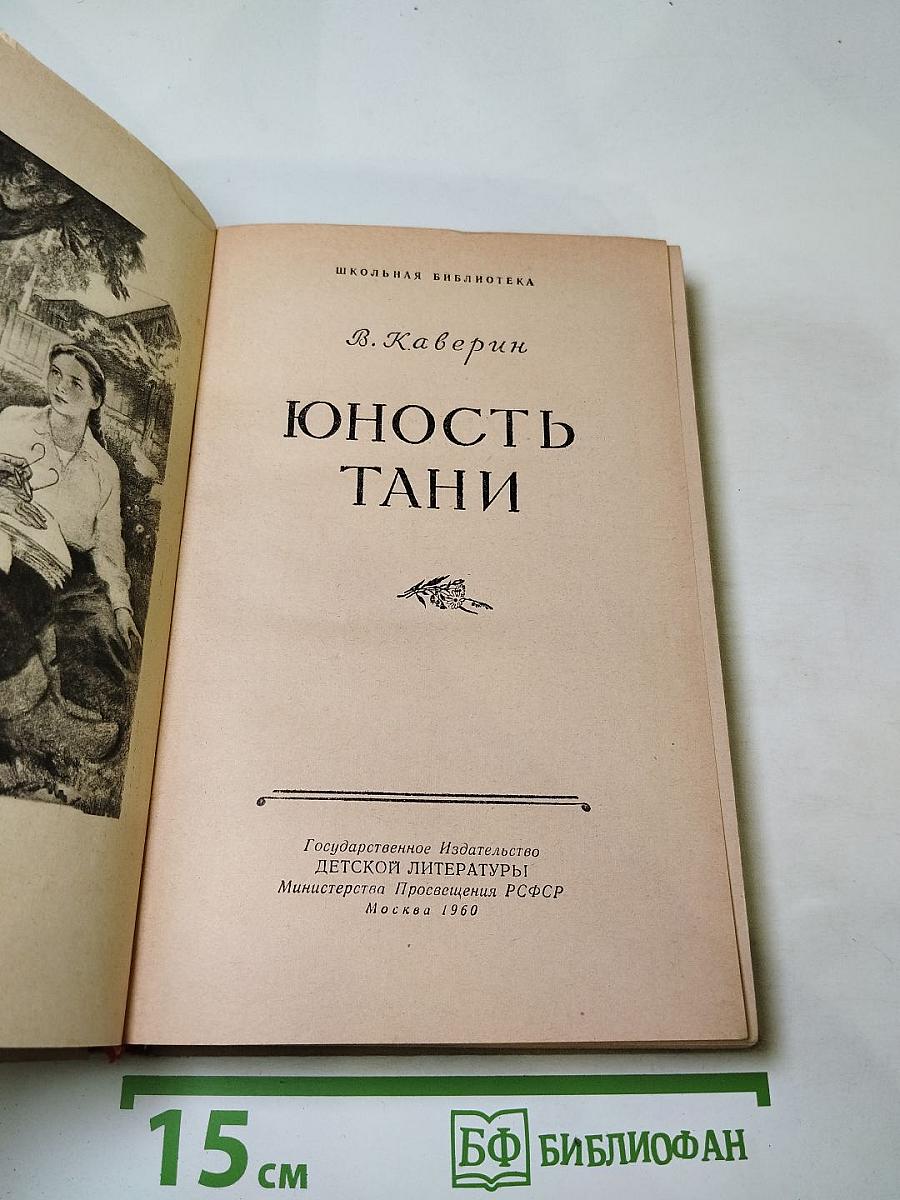 ШКОЛЬНАЯ БИБЛИОТЕКА
В. Каверин
ЮНОСТЬ
ТАНИ
Государственное Издательство
ДЕТСКОЙ ЛИТЕРАТУРЫ
Министерства Просвещения РСФСР
Москва 1960
15 см
БФ БИБЛИОФАН